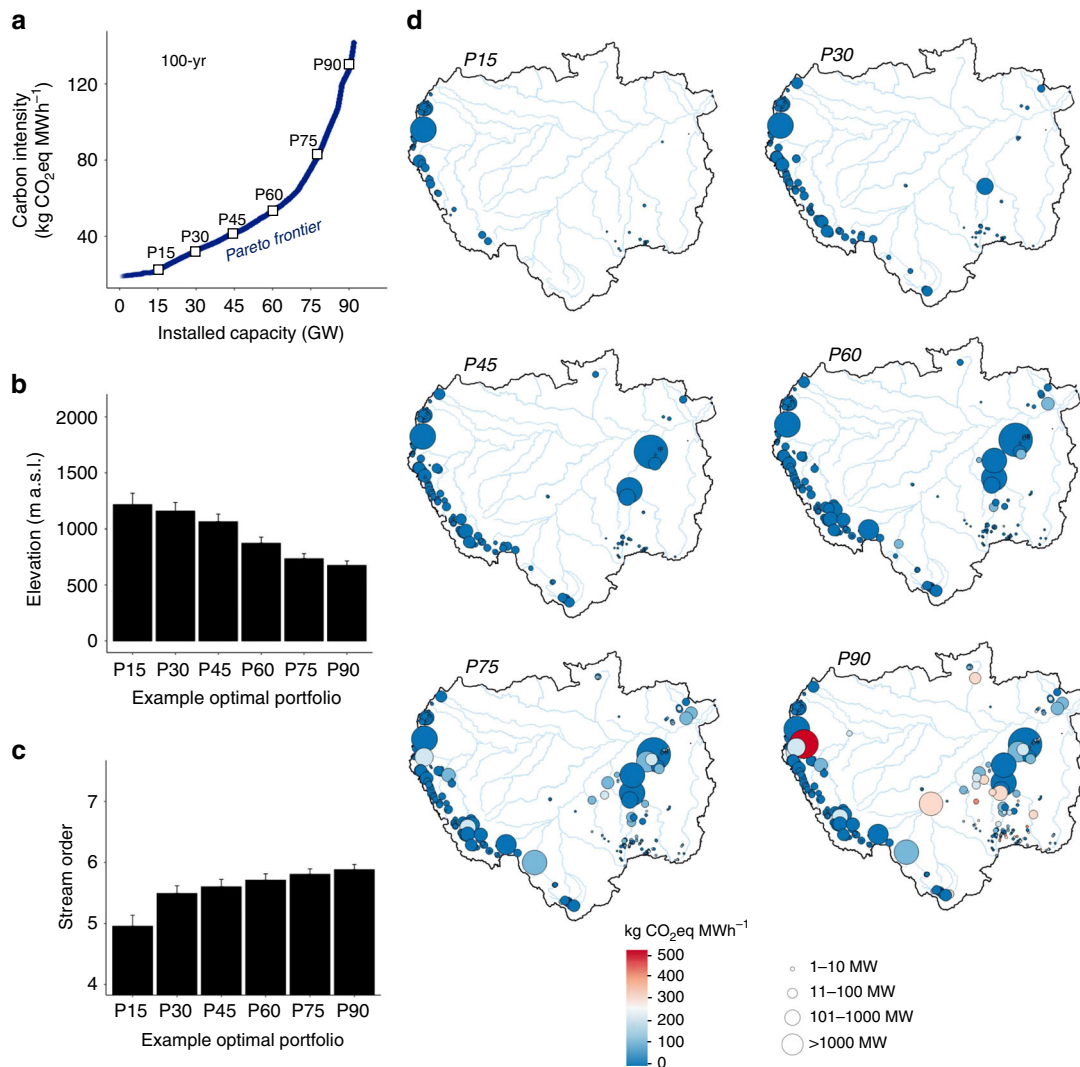 a
Carbon intensity
(kg CO₂eq MWh⁻¹)
120
80
40
100-yr
P90
P75
P60
P45
P30
P15
Pareto frontier
0 15 30 45 60 75 90
Installed capacity (GW)
b
Elevation (m a.s.l.)
2000
1500
1000
500
0
P15 P30 P45 P60 P75 P90
Example optimal portfolio
c
Stream order
7
6
5
4
P15 P30 P45 P60 P75 P90
Example optimal portfolio
d
P15
P30
P45
P60
P75
P90
kg CO₂eq MWh⁻¹
500
400
300
200
100
0
1–10 MW
11–100 MW
101–1000 MW
>1000 MW